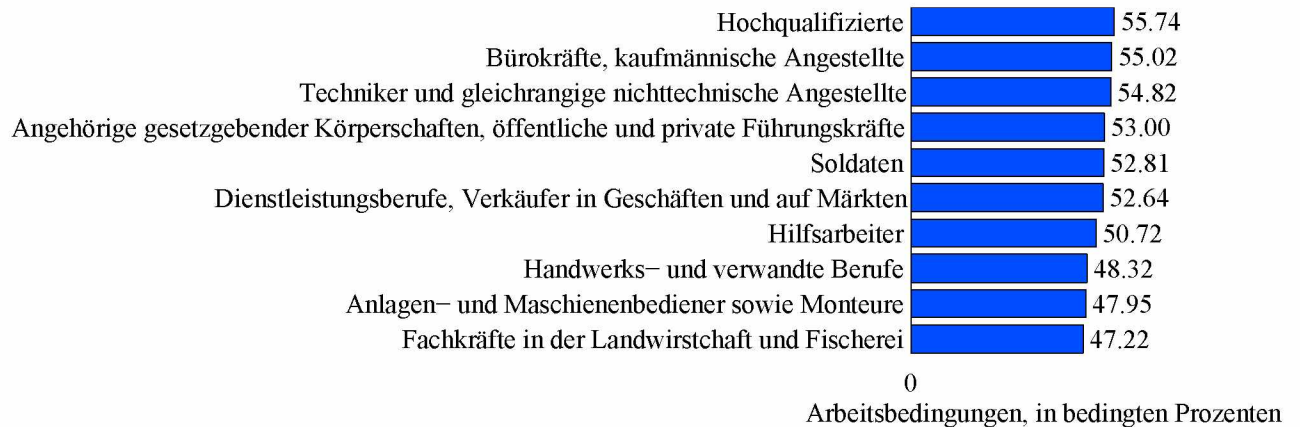 Hochqualifizierte 55.74
Bürokräfte, kaufmännische Angestellte 55.02
Techniker und gleichrangige nichttechnische Angestellte 54.82
Angehörige gesetzgebender Körperschaften, öffentliche und private Führungskräfte 53.00
Soldaten 52.81
Dienstleistungsberufe, Verkäufer in Geschäften und auf Märkten 52.64
Hilfsarbeiter 50.72
Handwerks− und verwandte Berufe 48.32
Anlagen− und Maschienenbediener sowie Monteure 47.95
Fachkräfte in der Landwirstchaft und Fischerei 47.22
0
Arbeitsbedingungen, in bedingten Prozenten